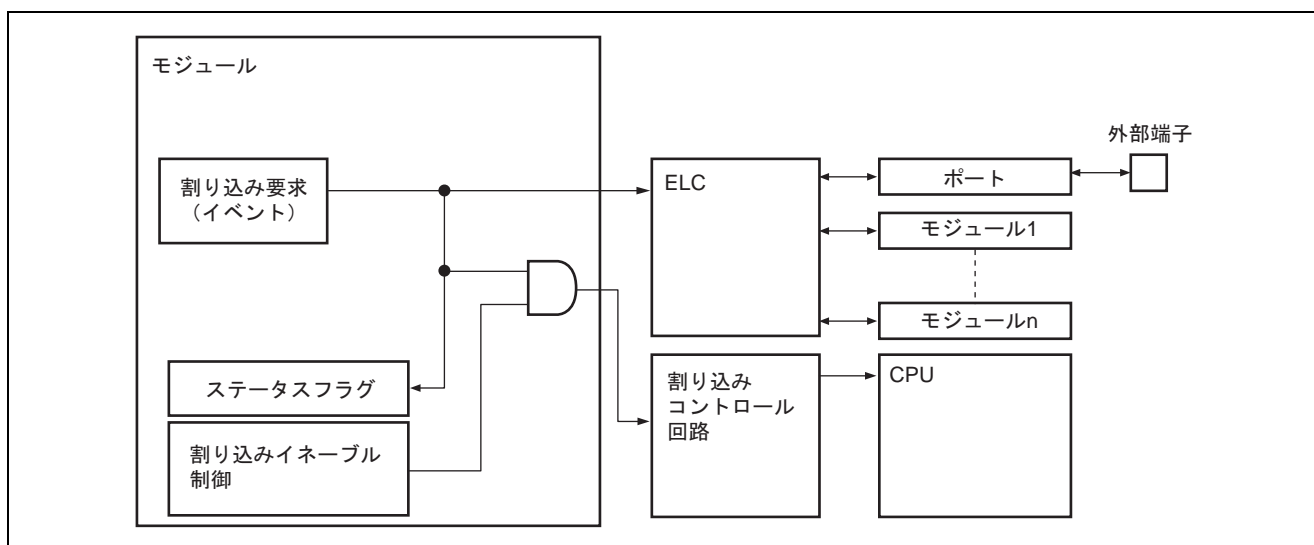 モジュール
割り込み要求
（イベント）
ステータスフラグ
割り込みイネーブル
制御
ELC
割り込み
コントロール
回路
外部端子
ポート
モジュール1
モジュールn
CPU